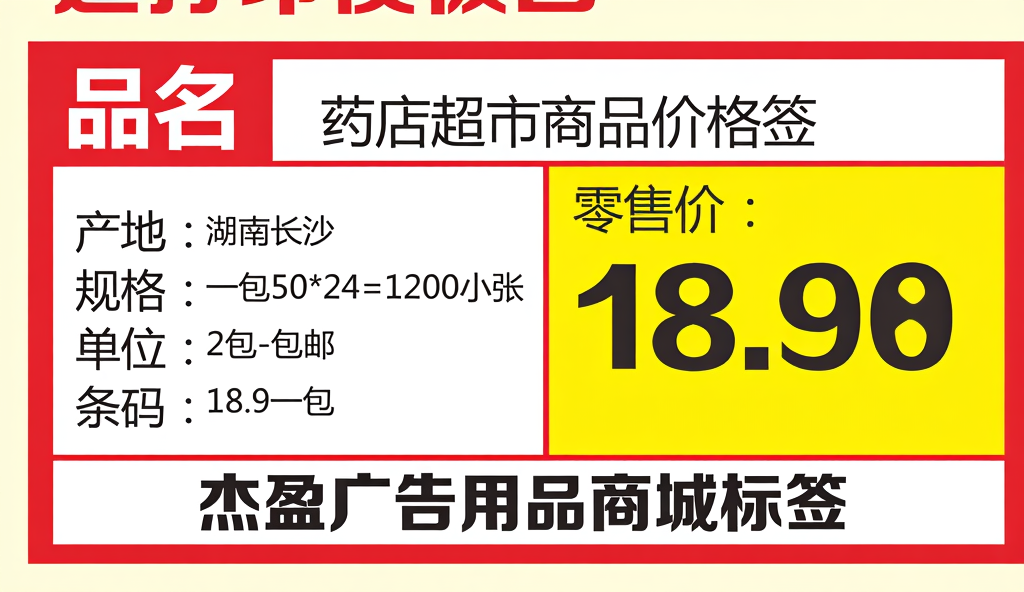 品名
药店超市商品价格签
产地：湖南长沙
规格：一包50*24=1200小张
单位：2包-包邮
条码：18.9一包
零售价：
18.90
杰盈广告用品商城标签